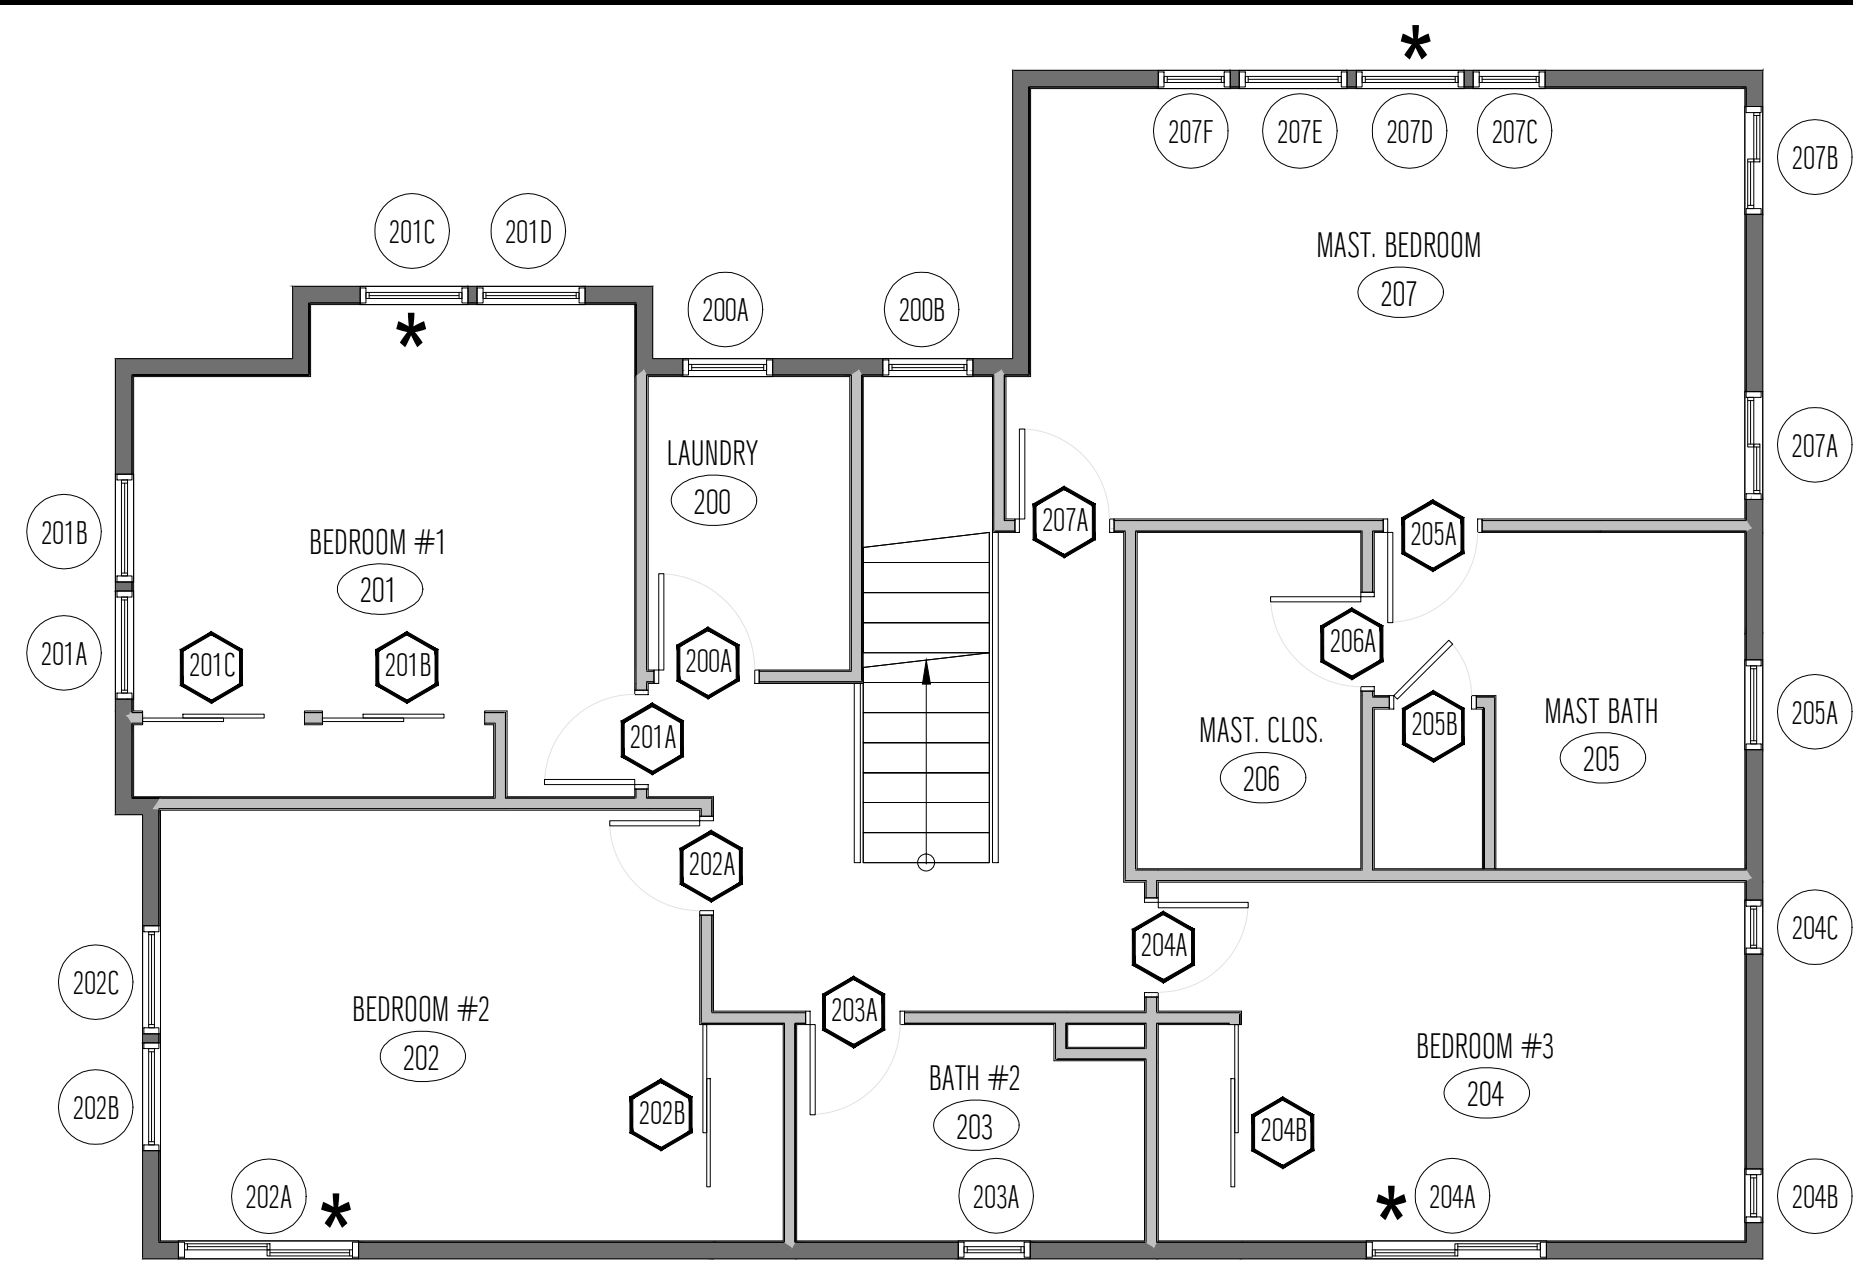 *
207F 207E 207D 207C
207B
201C 201D
MAST. BEDROOM
207
200A 200B
*
LAUNDRY
200
207A
201B
BEDROOM #1
201
207A
205A
201A
201C 201B
200A
206A
201A
205B
MAST. CLOS.
206
MAST BATH
205
205A
202A
204C
204A
202C
BEDROOM #2
202
203A
BEDROOM #3
204
BATH #2
203
202B
202B
204B
202A *
203A
* 204A
204B